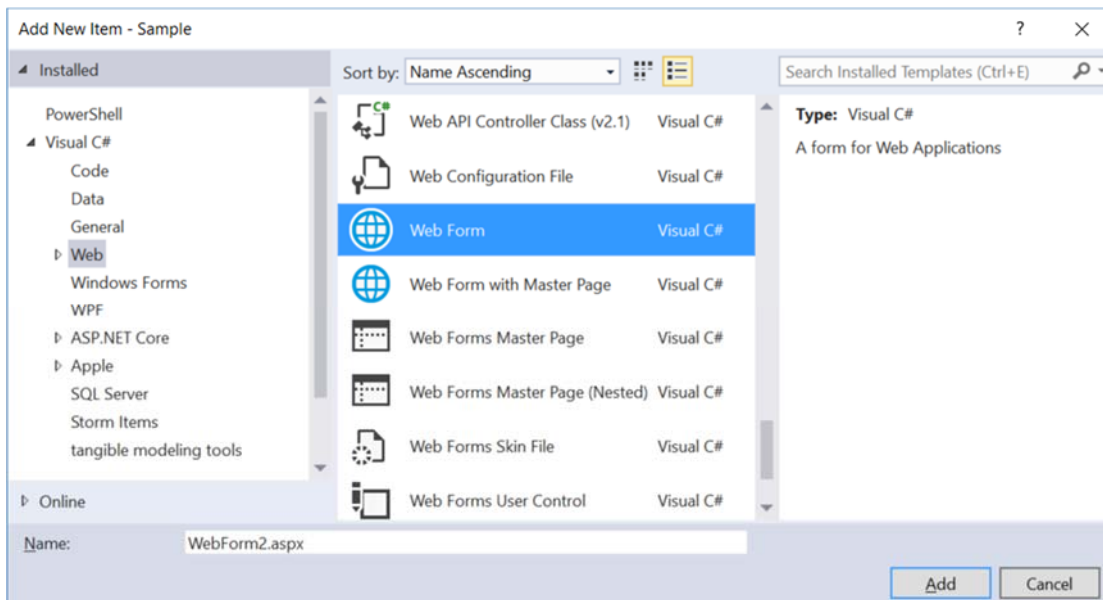 Add New Item - Sample
?
Installed
PowerShell
Visual C#
Code
Data
General
Web
Windows Forms
WPF
ASP.NET Core
Apple
SQL Server
Storm Items
tangible modeling tools
Online
Sort by: Name Ascending
C#
Web API Controller Class (v2.1) Visual C#
Web Configuration File Visual C#
Web Form Visual C#
Web Form with Master Page Visual C#
Web Forms Master Page Visual C#
Web Forms Master Page (Nested) Visual C#
Web Forms Skin File Visual C#
Web Forms User Control Visual C#
Search Installed Templates (Ctrl+E)
Type: Visual C#
A form for Web Applications
Name: WebForm2.aspx
Add Cancel